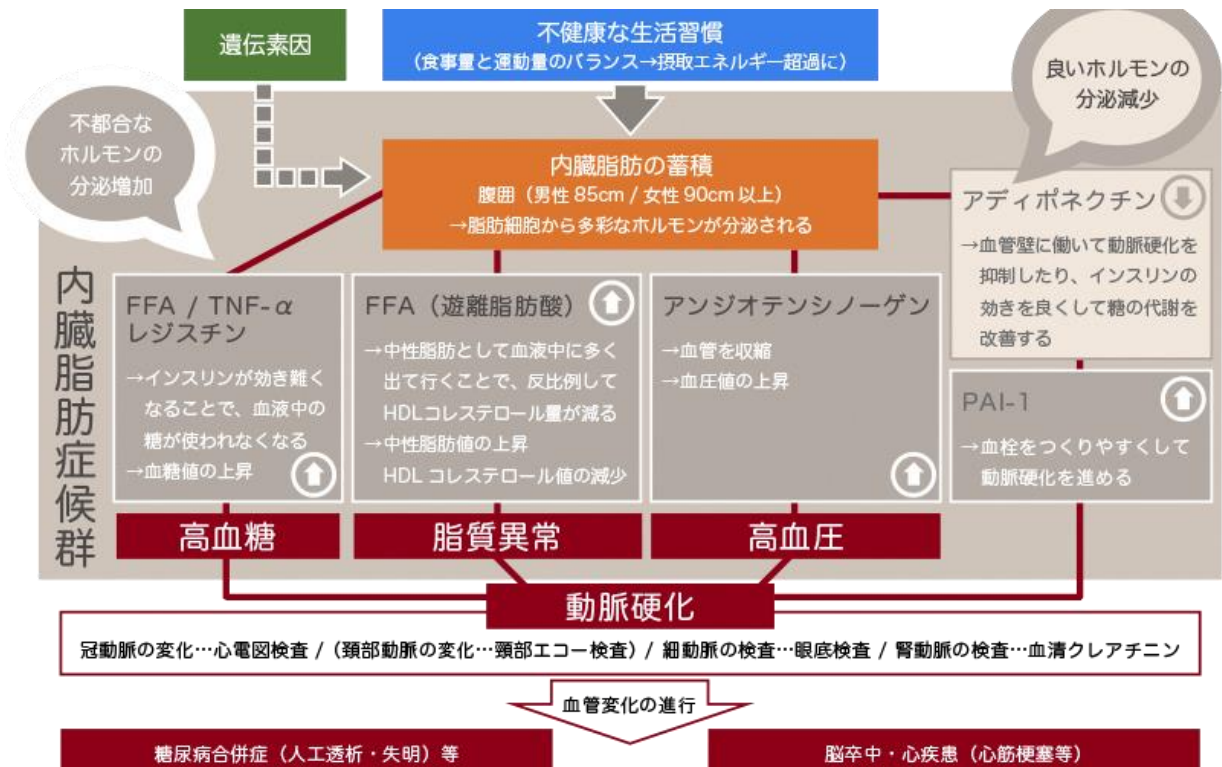 遺伝素因
不健康な生活習慣
（食事量と運動量のバランス→摂取エネルギー超過に）
良いホルモンの
分泌減少
不都合な
ホルモンの
分泌増加
内臓脂肪の蓄積
腹囲（男性 85cm / 女性 90cm 以上）
→脂肪細胞から多彩なホルモンが分泌される
内臓脂肪症候群
FFA / TNF-α
レジスチン
→インスリンが効き難く
なることで、血液中の
糖が使われなくなる
→血糖値の上昇
高血糖
FFA（遊離脂肪酸）
→中性脂肪として血液中に多く
出て行くことで、反比例して
HDLコレステロール量が減る
→中性脂肪値の上昇
HDL コレステロール値の減少
脂質異常
アンジオテンシノーゲン
→血管を収縮
→血圧値の上昇
高血圧
アディポネクチン
→血管壁に働いて動脈硬化を
抑制したり、インスリンの
効きを良くして糖の代謝を
改善する
PAI-1
→血栓をつくりやすくして
動脈硬化を進める
動脈硬化
冠動脈の変化…心電図検査 /（頚部動脈の変化…頸部エコー検査）/ 細動脈の検査…眼底検査 / 腎動脈の検査…血清クレアチニン
血管変化の進行
糖尿病合併症（人工透析・失明）等
脳卒中・心疾患（心筋梗塞等）